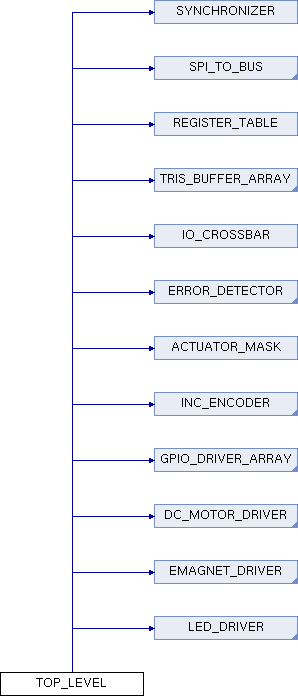 SYNCHRONIZER
SPI_TO_BUS
REGISTER_TABLE
TRIS_BUFFER_ARRAY
IO_CROSSBAR
ERROR_DETECTOR
ACTUATOR_MASK
INC_ENCODER
GPIO_DRIVER_ARRAY
DC_MOTOR_DRIVER
EMAGNET_DRIVER
LED_DRIVER
TOP_LEVEL